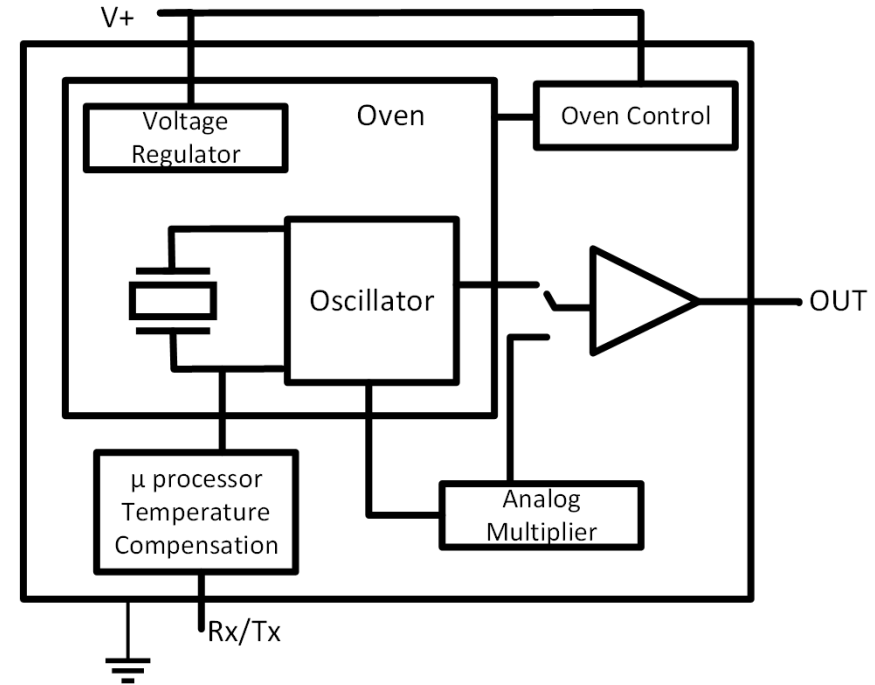 V+
Voltage
Regulator
Oven
Oven Control
Oscillator
OUT
μ processor
Temperature
Compensation
Analog
Multiplier
Rx/Tx